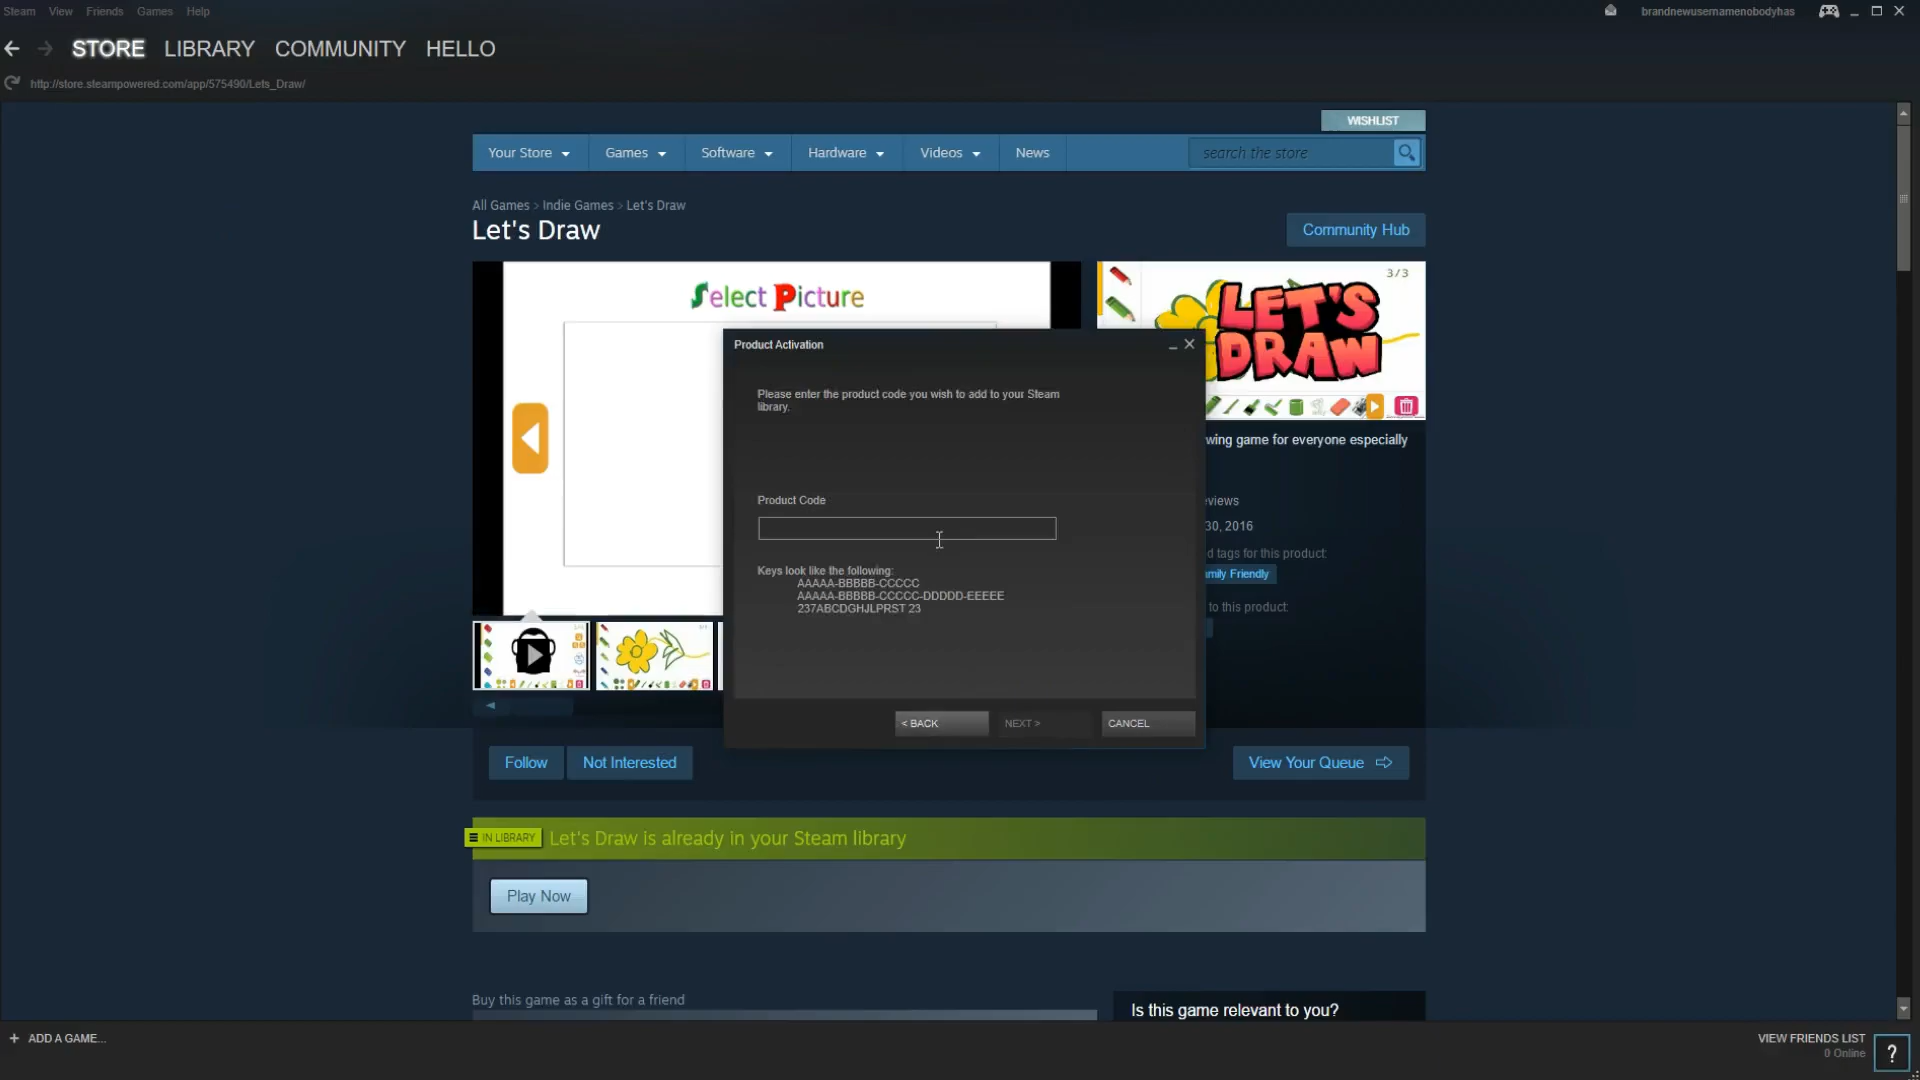 Steam View Friends Games Help
brandnewusernamenobodyhas
STORE LIBRARY COMMUNITY HELLO
http://store.steampowered.com/app/575490/Lets_Draw/
WISHLIST
Your Store Games Software Hardware Videos News
search the store
All Games > Indie Games > Let's Draw
Let's Draw
Community Hub
Select Picture
3/3
LET'S
DRAW
Product Activation
Please enter the product code you wish to add to your Steam
library.
wing game for everyone especially
Product Code
eviews
30, 2016
d tags for this product:
Keys look like the following:
AAAAA-BBBBB-CCCCC
mily Friendly
AAAAA-BBBBB-CCCCC-DDDDD-EEEEE
237ABCDGHJLPRST 23
to this product:
< BACK NEXT > CANCEL
Follow Not Interested
View Your Queue
IN LIBRARY Let's Draw is already in your Steam library
Play Now
Buy this game as a gift for a friend
Is this game relevant to you?
+ ADD A GAME...
VIEW FRIENDS LIST
0 Online
?